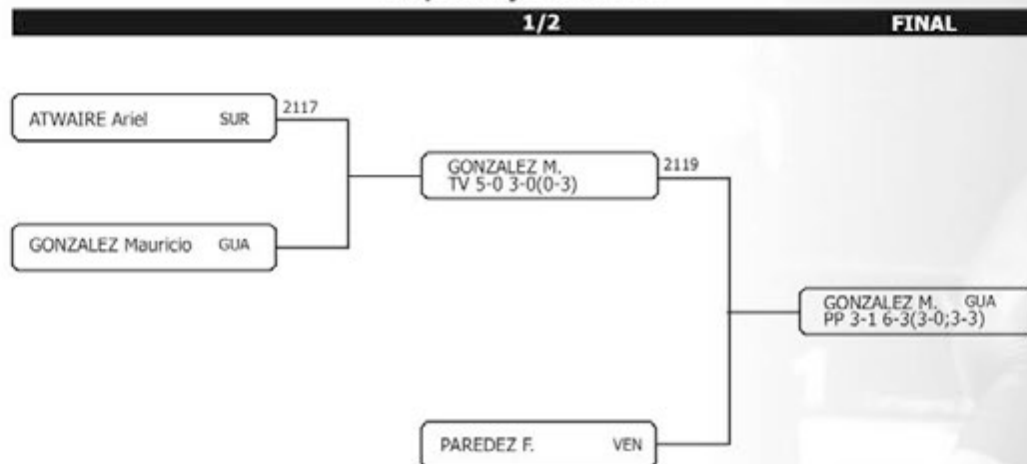 1/2 FINAL
ATWAIRE Ariel SUR 2117
GONZALEZ M.
TV 5-0 3-0(0-3)
2119
GONZALEZ Mauricio GUA
GONZALEZ M. GUA
PP 3-1 6-3(3-0;3-3)
PAREDEZ F. VEN